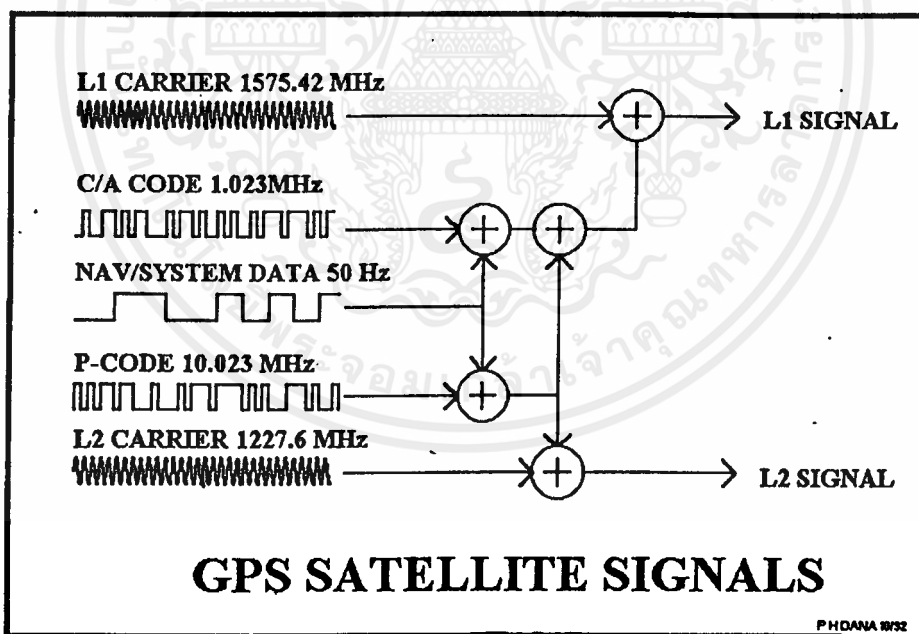 L1 CARRIER 1575.42 MHz
L1 SIGNAL
C/A CODE 1.023MHz
NAV/SYSTEM DATA 50 Hz
P-CODE 10.023 MHz
L2 CARRIER 1227.6 MHz
L2 SIGNAL
GPS SATELLITE SIGNALS